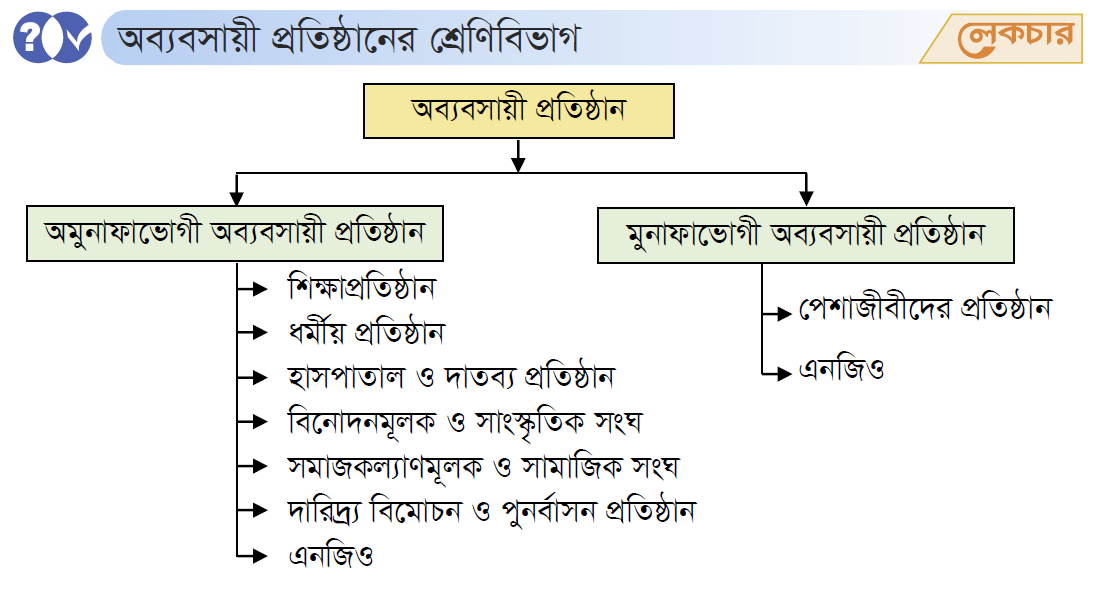 অব্যবসায়ী প্রতিষ্ঠানের শ্রেণিবিভাগ
লেকচার
অব্যবসায়ী প্রতিষ্ঠান
অমুনাফাভোগী অব্যবসায়ী প্রতিষ্ঠান
শিক্ষাপ্রতিষ্ঠান
ধর্মীয় প্রতিষ্ঠান
হাসপাতাল ও দাতব্য প্রতিষ্ঠান
বিনোদনমূলক ও সাংস্কৃতিক সংঘ
সমাজকল্যাণমূলক ও সামাজিক সংঘ
দারিদ্র্য বিমোচন ও পুনর্বাসন প্রতিষ্ঠান
এনজিও
মুনাফাভোগী অব্যবসায়ী প্রতিষ্ঠান
পেশাজীবীদের প্রতিষ্ঠান
এনজিও